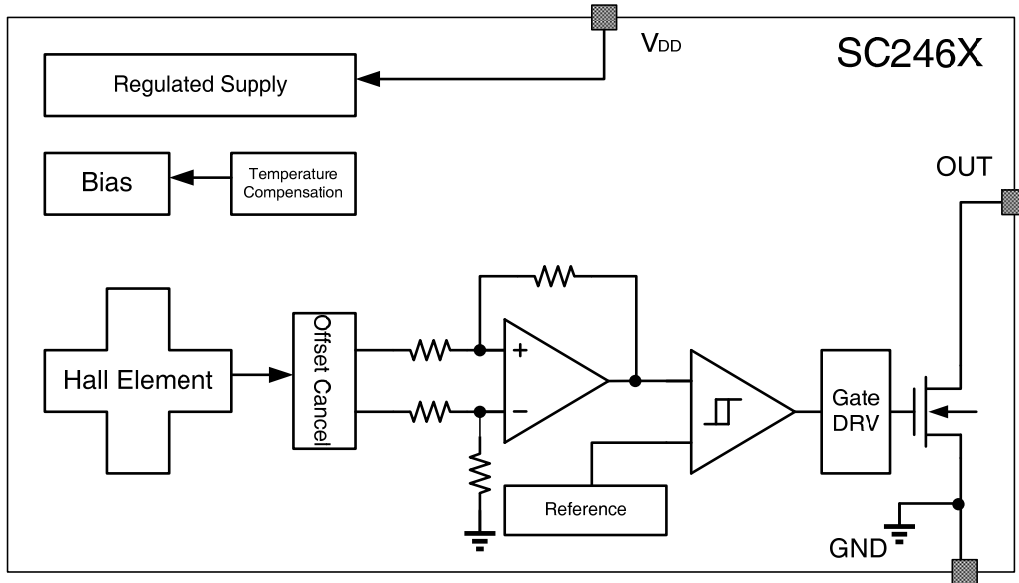 VDD
SC246X
Regulated Supply
Bias
Temperature
Compensation
OUT
Hall Element
Offset Cancel
+
−
Gate
DRV
Reference
GND